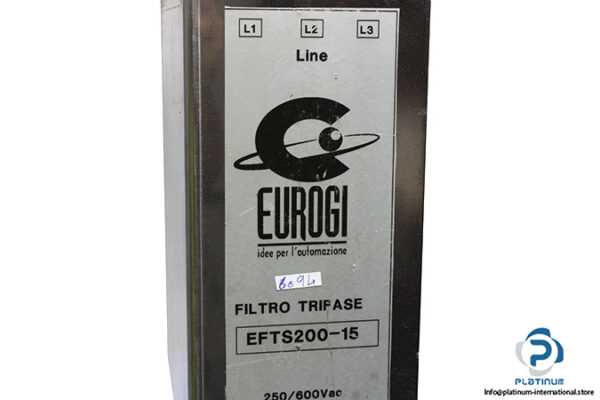 L1 L2 L3
Line
EUROGI
idee per l'automazione
6094
FILTRO TRIFASE
EFTS200-15
250/600Vac
PLATINUM
info@platinum-international.store